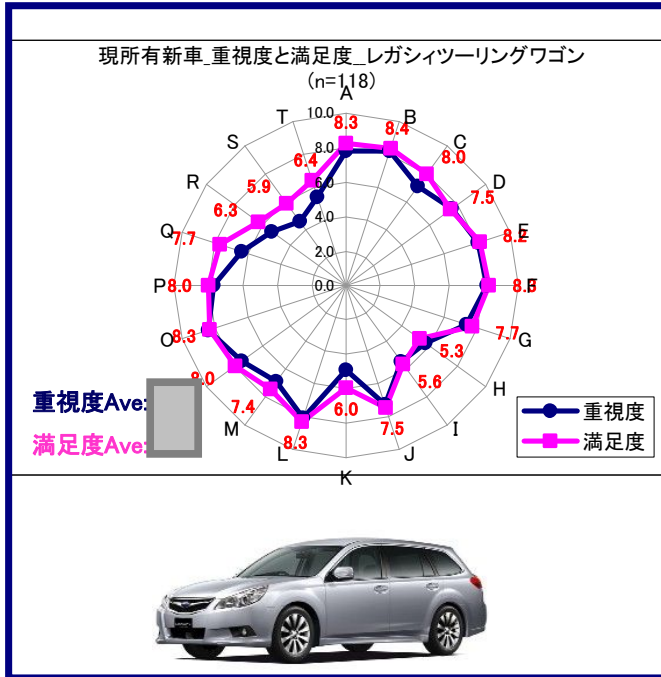 現所有新車_重視度と満足度_レガシィツーリングワゴン
(n=118)
A
B
C
D
E
F
G
H
I
J
K
L
M
O
P
Q
R
S
T
10.0
8.0
6.0
4.0
2.0
0.0
8.3
8.4
8.0
7.5
8.2
7.7
5.3
5.6
7.5
6.0
8.3
7.4
8.0
8.3
8.0
7.7
6.3
5.9
6.4
重視度Ave:
満足度Ave:
重視度
満足度